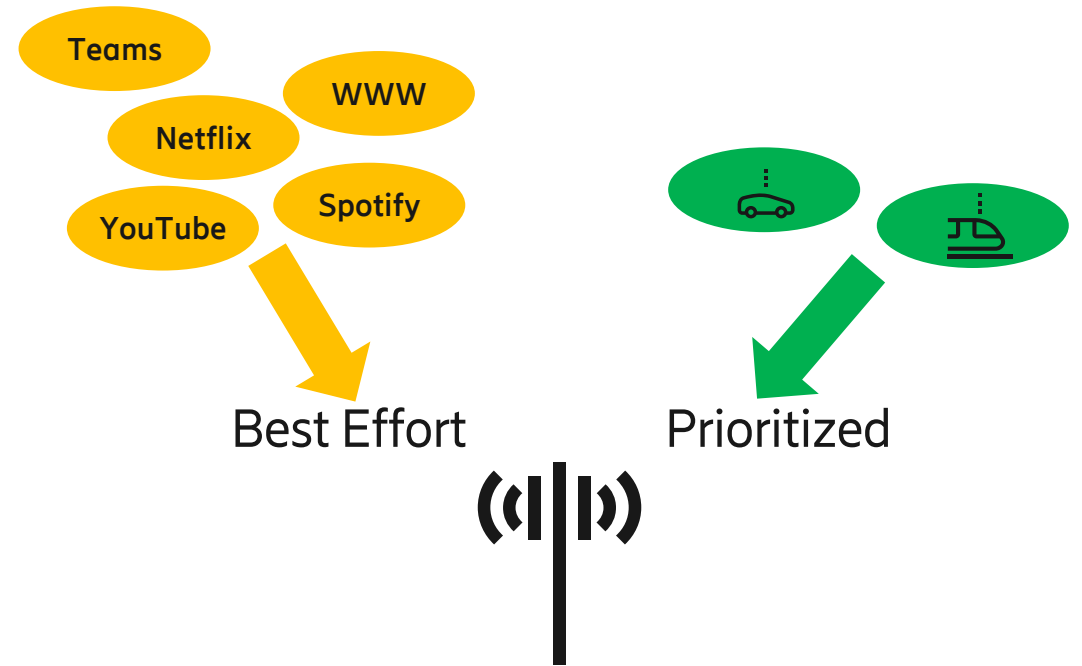 Teams
WWW
Netflix
Spotify
YouTube
Best Effort
Prioritized